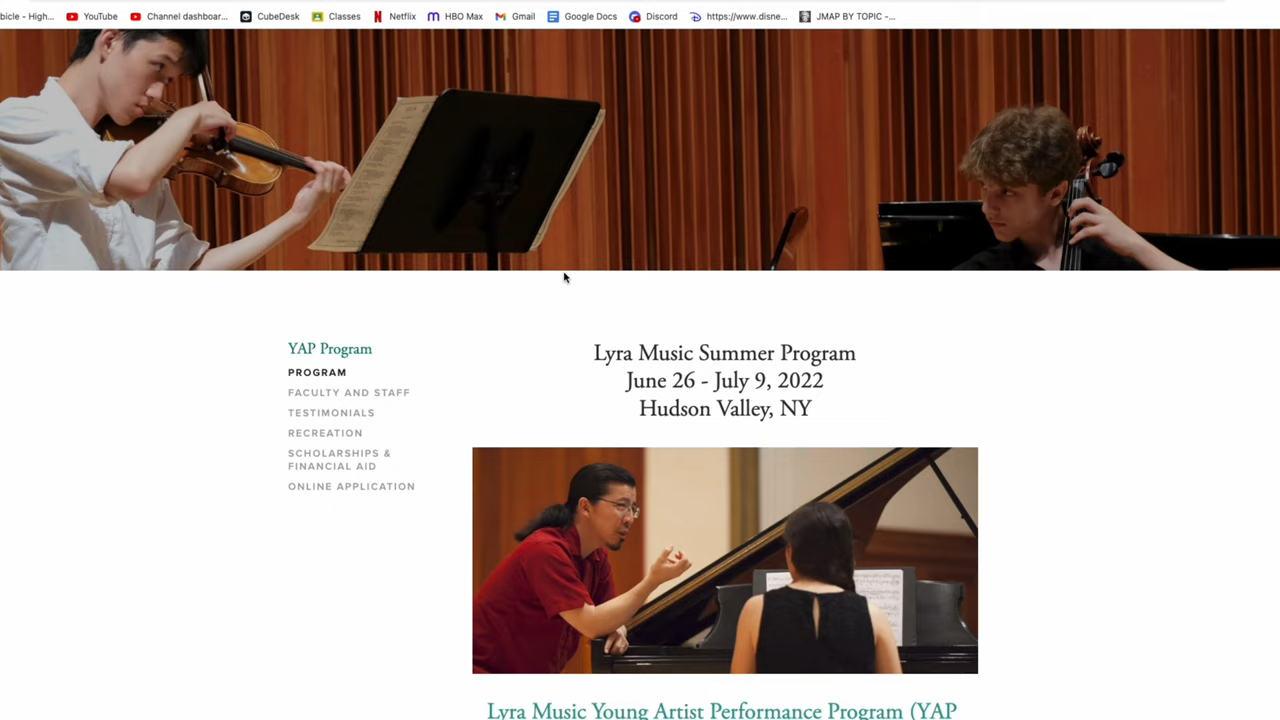 bicle - High... YouTube Channel dashboar... CubeDesk Classes Netflix HBO Max Gmail Google Docs Discord https://www.disne... JMAP BY TOPIC -...
YAP Program
PROGRAM
FACULTY AND STAFF
TESTIMONIALS
RECREATION
SCHOLARSHIPS &
FINANCIAL AID
ONLINE APPLICATION
Lyra Music Summer Program
June 26 - July 9, 2022
Hudson Valley, NY
Lyra Music Young Artist Performance Program (YAP